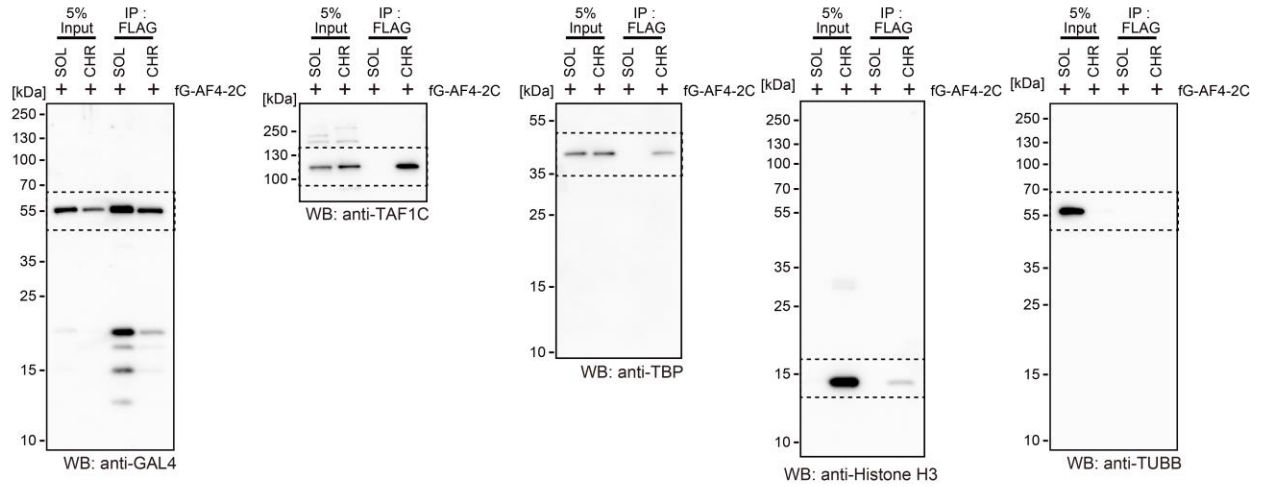 5% Input IP : FLAG
SOL CHR SOL CHR
[kDa] + + + + fG-AF4-2C
250 -
130 -
100 -
70 -
55 -
35 -
25 -
15 -
10 -
WB: anti-GAL4
5% Input IP : FLAG
SOL CHR SOL CHR
[kDa] + + + + fG-AF4-2C
250 -
130 -
100 -
WB: anti-TAF1C
5% Input IP : FLAG
SOL CHR SOL CHR
[kDa] + + + + fG-AF4-2C
55 -
35 -
25 -
15 -
10 -
WB: anti-TBP
5% Input IP : FLAG
SOL CHR SOL CHR
[kDa] + + + + fG-AF4-2C
250 -
130 -
100 -
70 -
55 -
35 -
25 -
15 -
10 -
WB: anti-Histone H3
5% Input IP : FLAG
SOL CHR SOL CHR
[kDa] + + + + fG-AF4-2C
250 -
130 -
100 -
70 -
55 -
35 -
25 -
15 -
10 -
WB: anti-TUBB